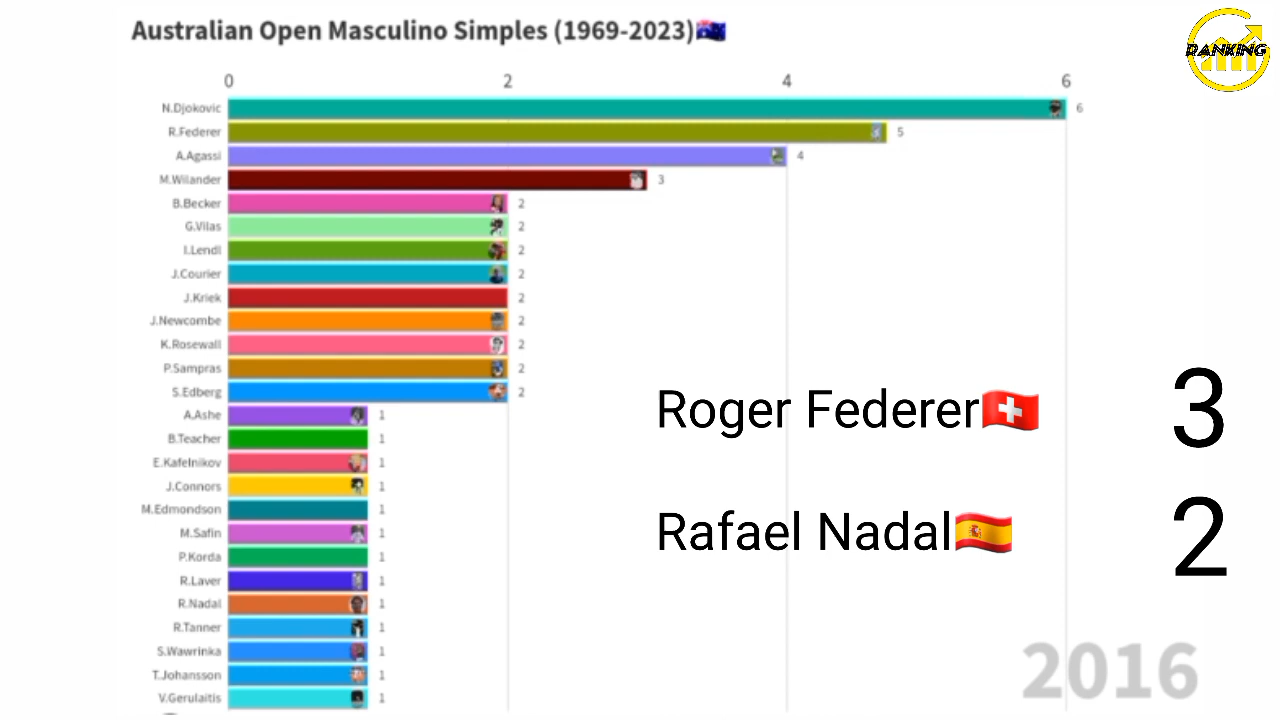 Australian Open Masculino Simples (1969-2023)🇦🇺
RANKING
0 2 4 6
N.Djokovic 6
R.Federer 5
A.Agassi 4
M.Wilander 3
B.Becker 2
G.Vilas 2
I.Lendl 2
J.Courier 2
J.Kriek 2
J.Newcombe 2
K.Rosewall 2
P.Sampras 2
S.Edberg 2
A.Ashe 1
B.Teacher 1
E.Kafelnikov 1
J.Connors 1
M.Edmondson 1
M.Safin 1
P.Korda 1
R.Laver 1
R.Nadal 1
R.Tanner 1
S.Wawrinka 1
T.Johansson 1
V.Gerulaitis 1
Roger Federer🇨🇭 3
Rafael Nadal🇪🇸 2
2016